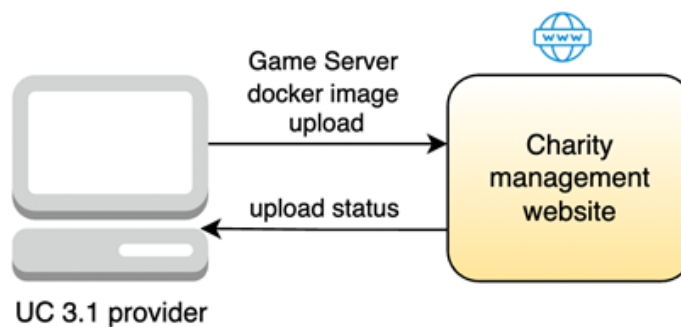 WWW
Game Server
docker image
upload
Charity
management
website
upload status
UC 3.1 provider